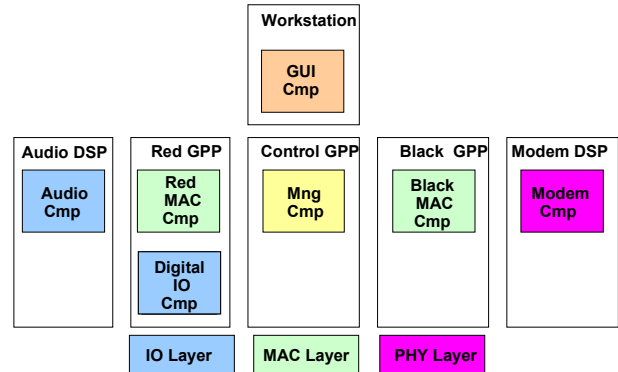 Workstation
GUI
Cmp
Audio DSP
Red GPP
Control GPP
Black GPP
Modem DSP
Audio
Cmp
Red
MAC
Cmp
Mng
Cmp
Black
MAC
Cmp
Modem
Cmp
Digital
IO
Cmp
IO Layer
MAC Layer
PHY Layer